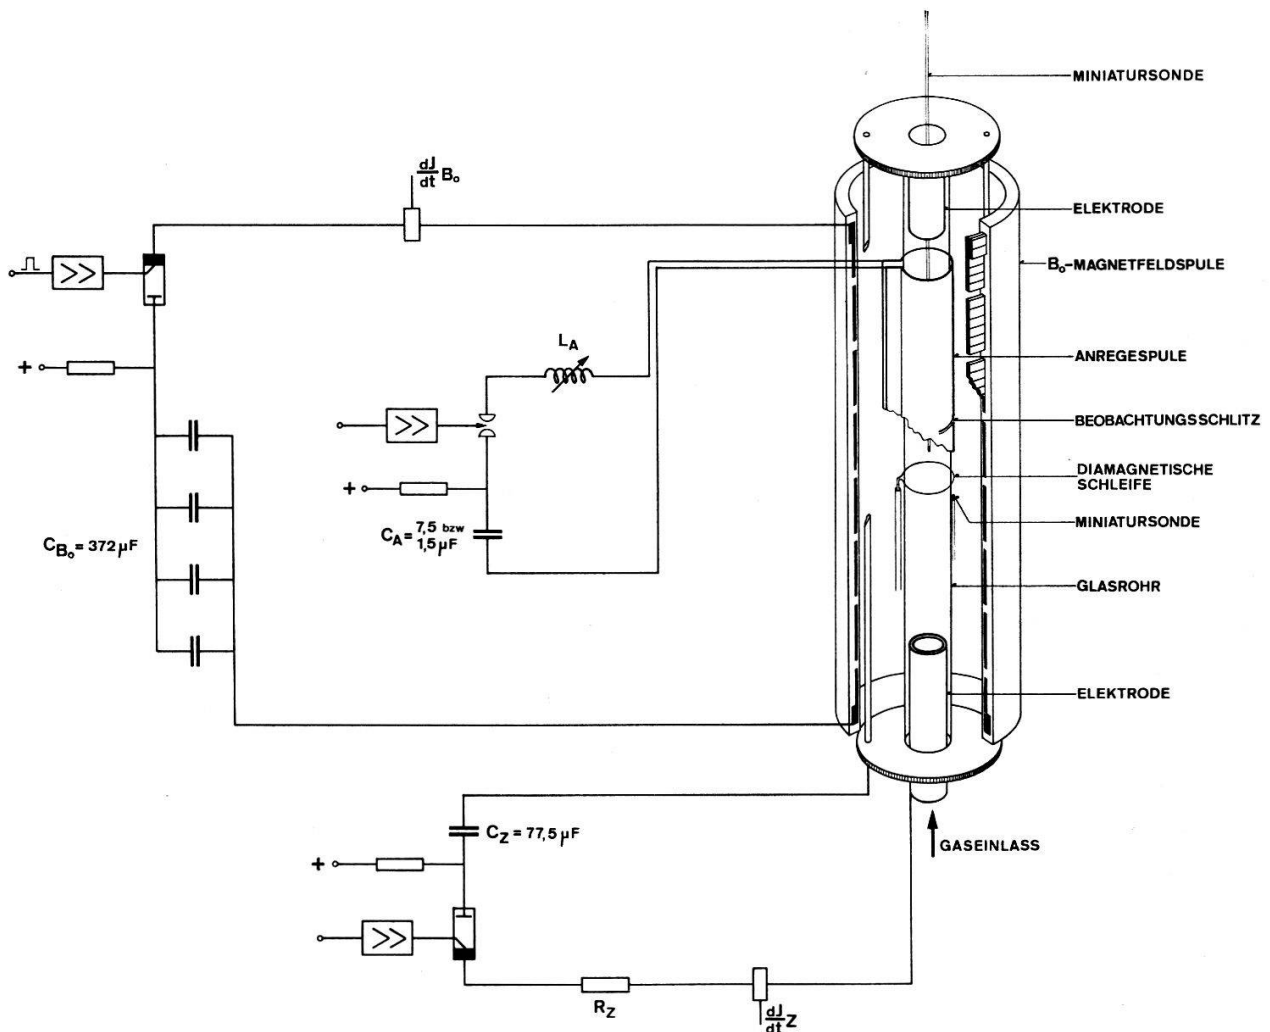 MINIATURSONDE
dJ
dt B₀
ELEKTRODE
B₀-MAGNETFELDSPULE
+
L_A
ANREGESPULE
BEOBACHTUNGSSCHLITZ
DIAMAGNETISCHE
SCHLEIFE
+
MINIATURSONDE
C_A = 7,5 bzw
1,5 µF
C_B₀ = 372 µF
GLASROHR
ELEKTRODE
C_Z = 77,5 µF
GASEINLASS
+
R_Z
dJ
dt Z